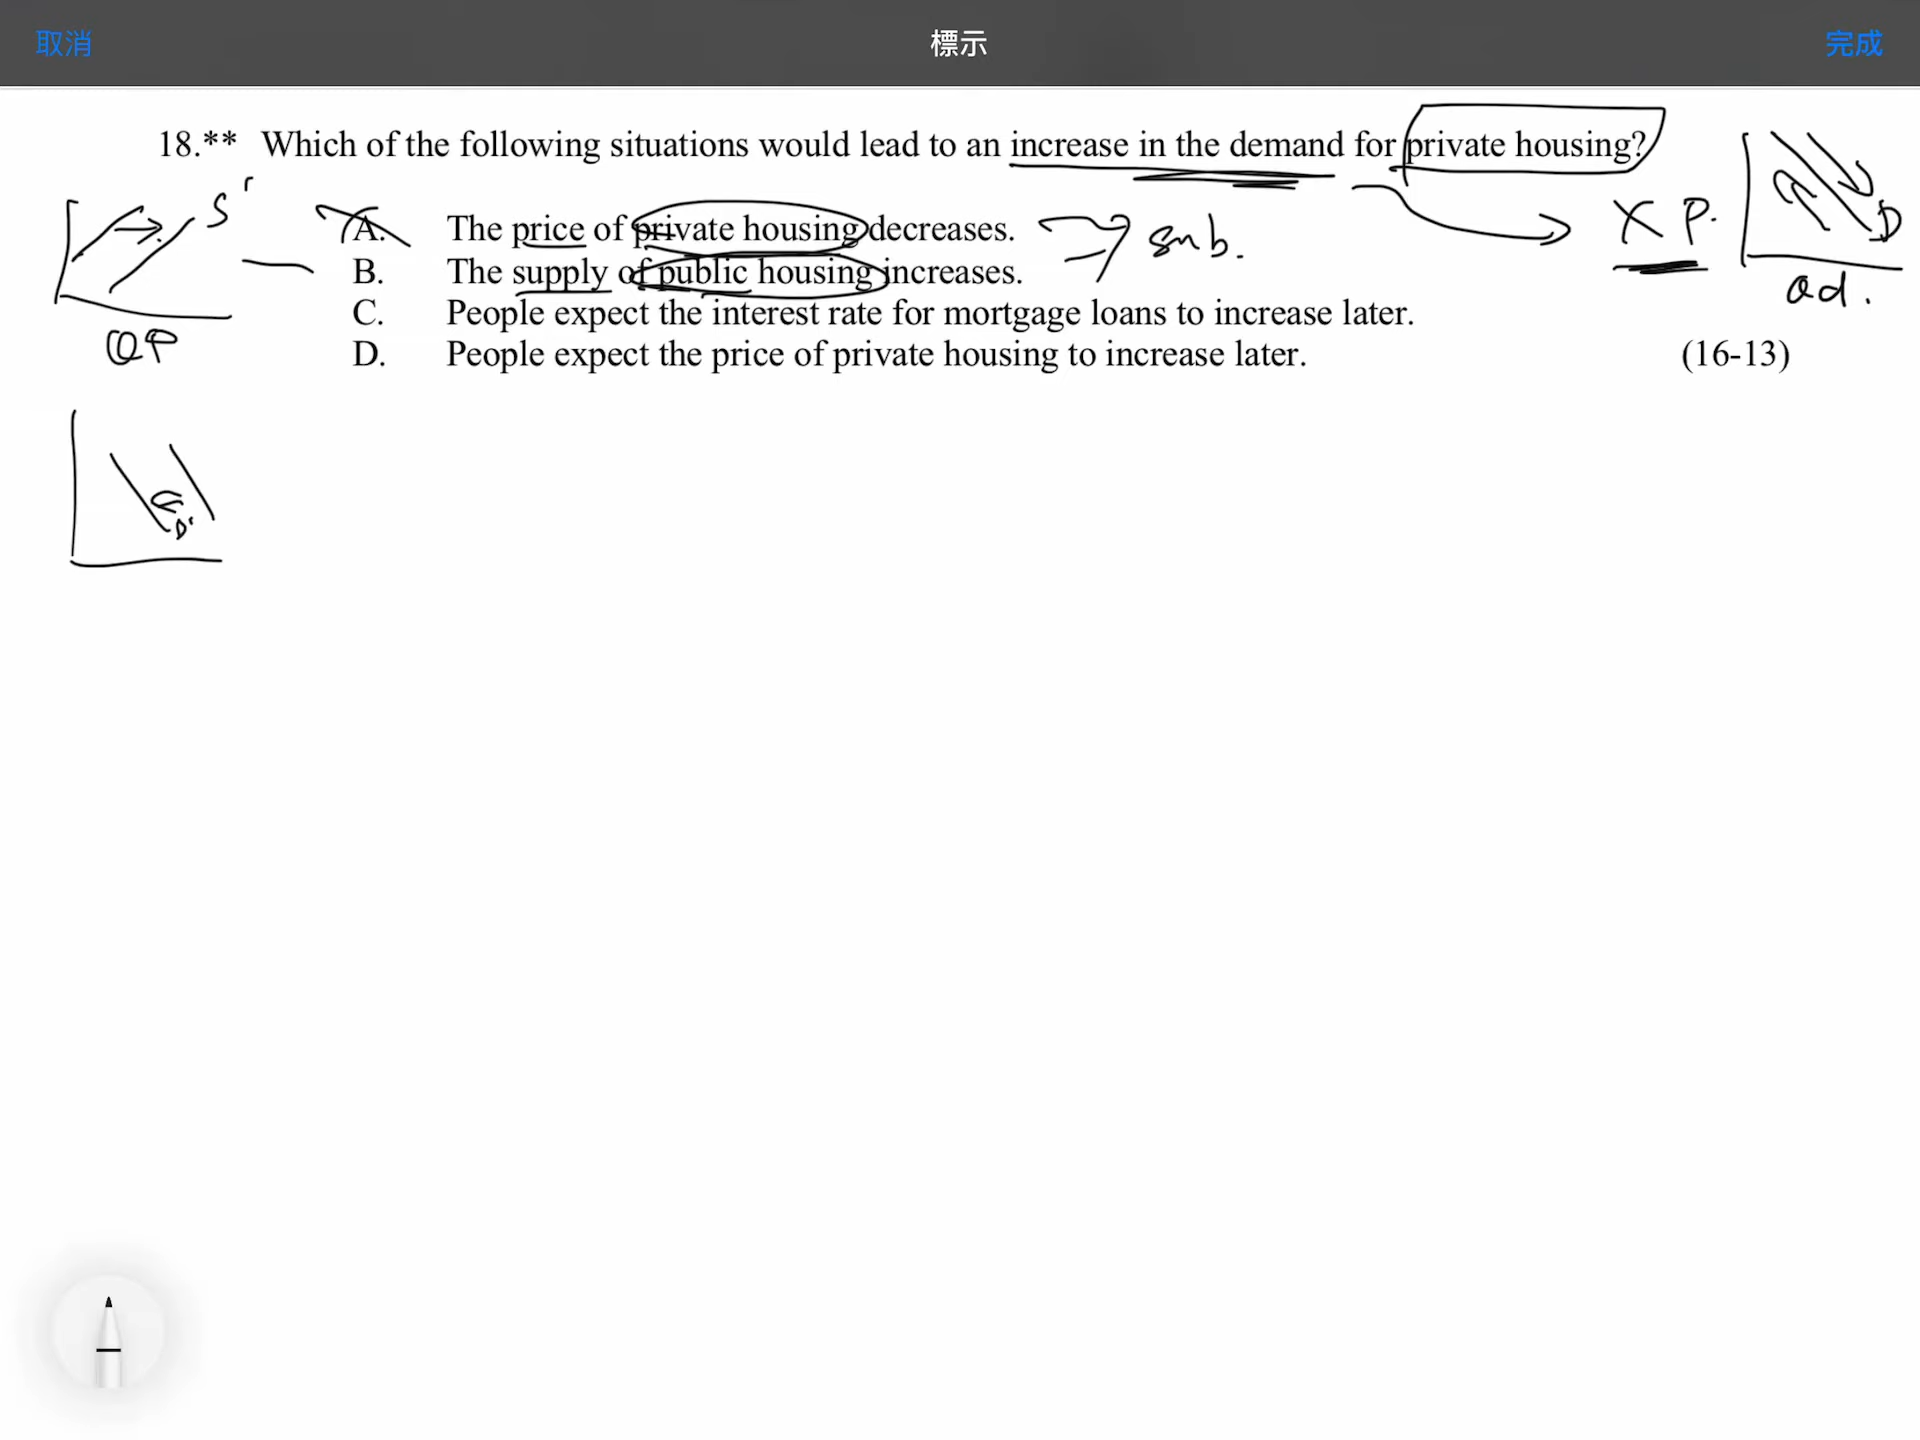 取消 標示 完成
18.** Which of the following situations would lead to an increase in the demand for private housing?
A. The price of private housing decreases.
B. The supply of public housing increases.
C. People expect the interest rate for mortgage loans to increase later.
D. People expect the price of private housing to increase later. (16-13)
S'
sub.
X P.
D
Qd.
QP
D'